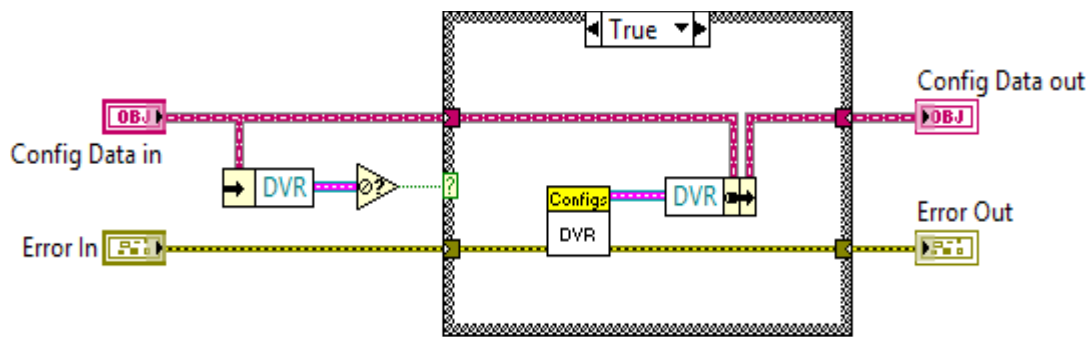 True
Config Data out
OBJ
OBJ
Config Data in
DVR
?
?
Configs
DVR
DVR
Error Out
Error In